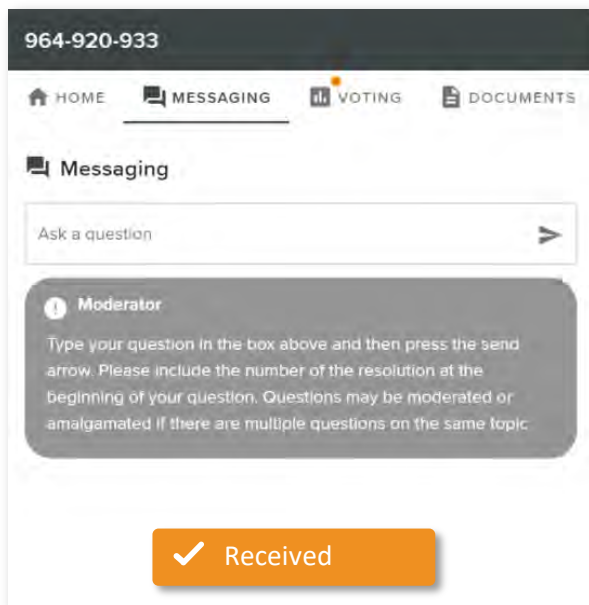 964-920-933
HOME MESSAGING VOTING DOCUMENTS
Messaging
Ask a question
Moderator
Type your question in the box above and then press the send
arrow. Please include the number of the resolution at the
beginning of your question. Questions may be moderated or
amalgamated if there are multiple questions on the same topic
Received